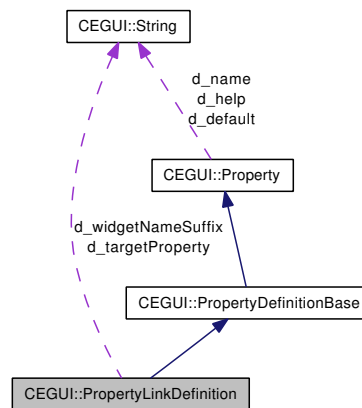 CEGUI::String
d_name
d_help
d_default
CEGUI::Property
d_widgetNameSuffix
d_targetProperty
CEGUI::PropertyDefinitionBase
CEGUI::PropertyLinkDefinition